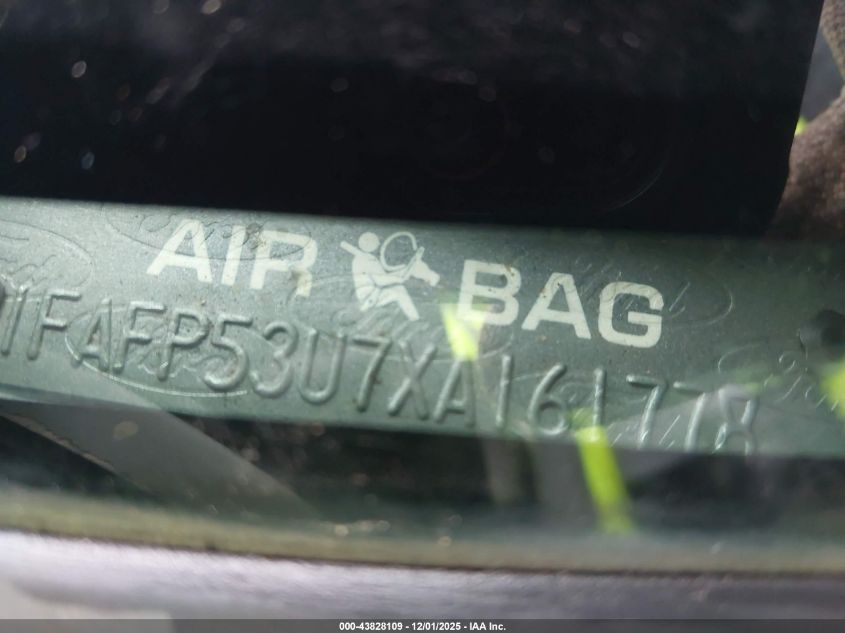 AIR BAG
1FAFP53U7XA161778
000-43828109 - 12/01/2025 - IAA Inc.